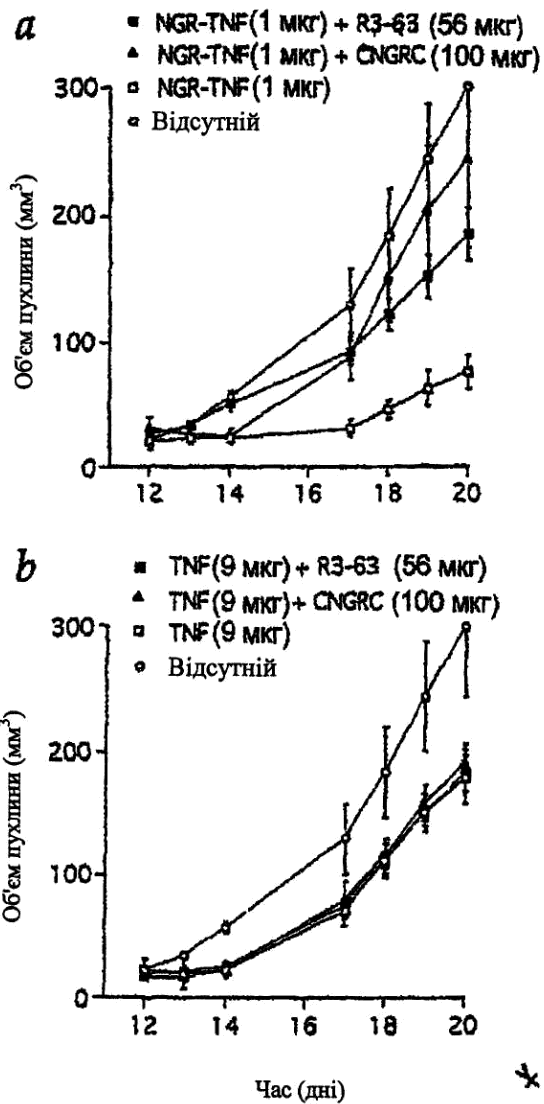 a
NGR-TNF(1 мкг) + R3-63 (56 мкг)
NGR-TNF(1 мкг) + CNGRC (100 мкг)
NGR-TNF(1 мкг)
Відсутній
300
200
100
0
12 14 16 18 20
Об'єм пухлини (мм³)
b
TNF(9 мкг) + R3-63 (56 мкг)
TNF(9 мкг)+ CNGRC (100 мкг)
TNF(9 мкг)
Відсутній
300
200
100
0
12 14 16 18 20
Об'єм пухлини (мм³)
Час (дні)